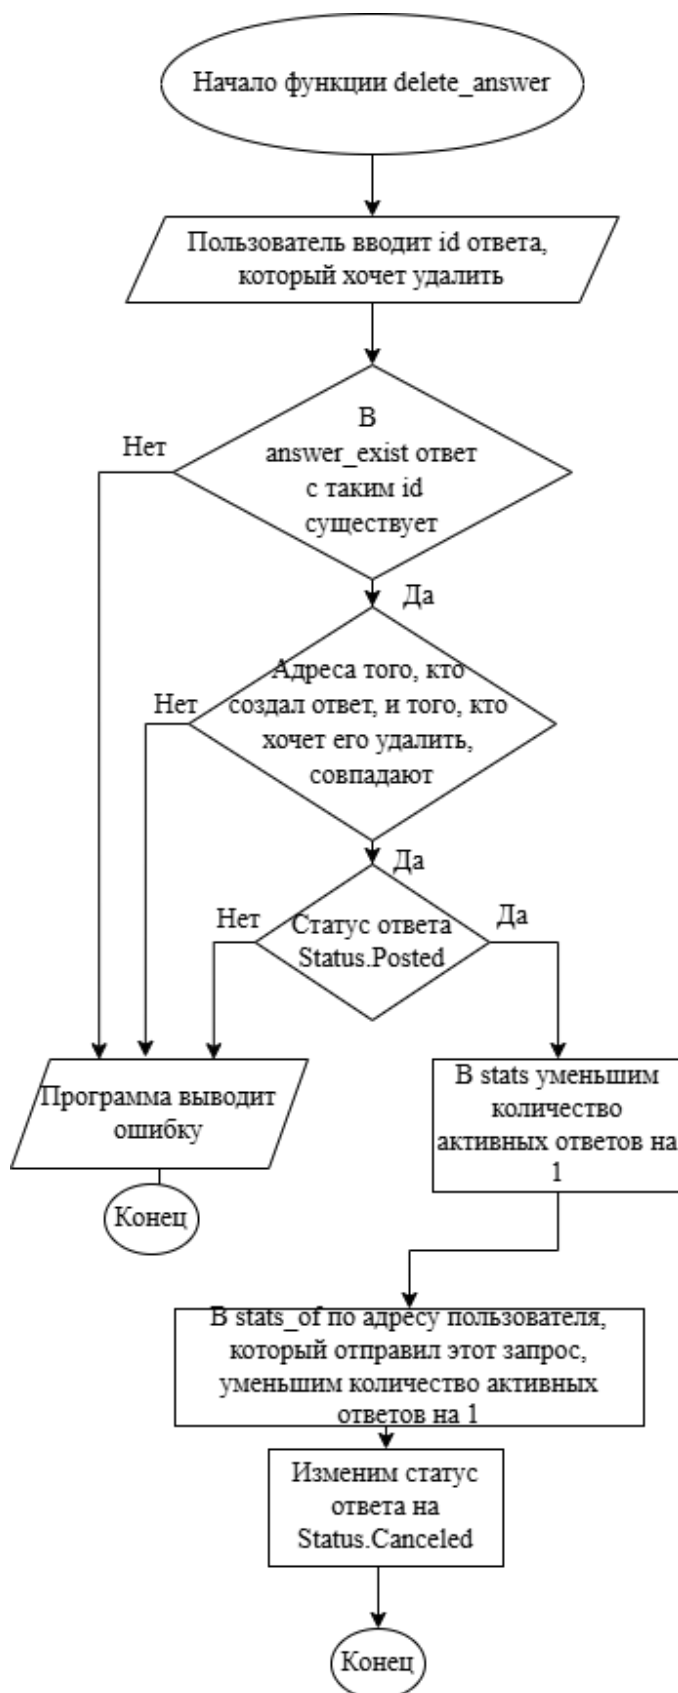 Начало функции delete_answer
Пользователь вводит id ответа,
который хочет удалить
В
answer_exist ответ
с таким id
существует
Нет
Да
Адреса того, кто
создал ответ, и того, кто
хочет его удалить,
совпадают
Нет
Да
Статус ответа
Status.Posted
Нет
Да
Программа выводит
ошибку
Конец
В stats уменьшим
количество
активных ответов на
1
В stats_of по адресу пользователя,
который отправил этот запрос,
уменьшим количество активных
ответов на 1
Изменим статус
ответа на
Status.Canceled
Конец